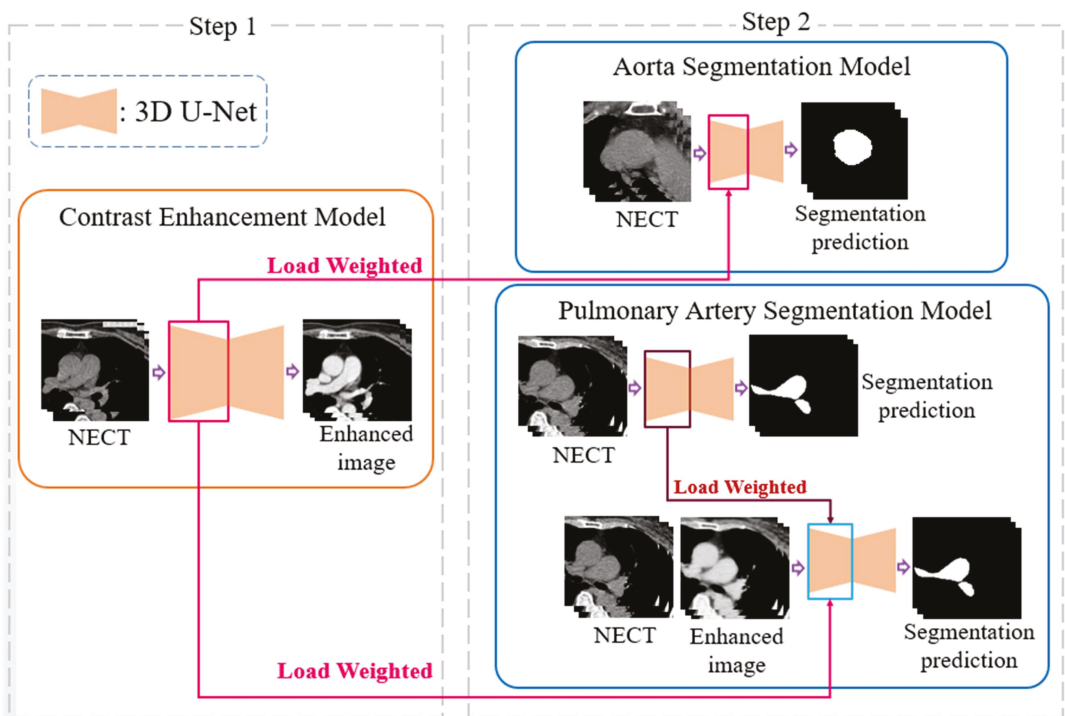 Step 1
: 3D U-Net
Contrast Enhancement Model
Load Weighted
NECT
Enhanced
image
Load Weighted
Step 2
Aorta Segmentation Model
NECT
Segmentation
prediction
Pulmonary Artery Segmentation Model
NECT
Segmentation
prediction
Load Weighted
NECT
Enhanced
image
Segmentation
prediction